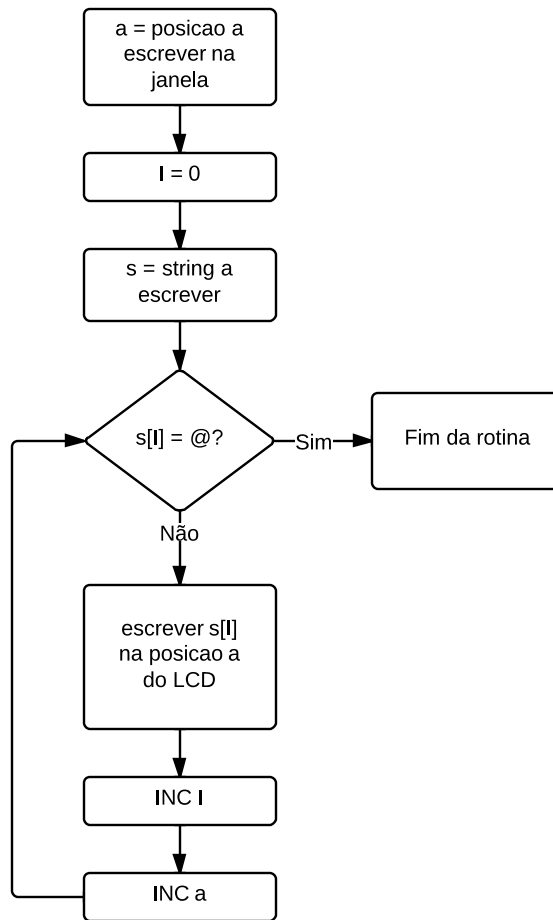 a = posicao a
escrever na
janela
I = 0
s = string a
escrever
s[I] = @?
Sim
Fim da rotina
Não
escrever s[I]
na posicao a
do LCD
INC I
INC a